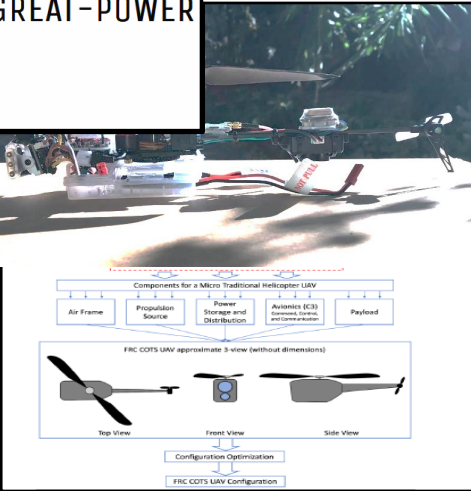 GREAT-POWER
Components for a Micro Traditional Helicopter UAV
Air Frame
Propulsion
Source
Power
Storage and
Distribution
Avionics (C3)
Command, Control,
and Communication
Payload
FRC COTS UAV approximate 3-view (without dimensions)
Top View
Front View
Side View
Configuration Optimization
FRC COTS UAV Configuration